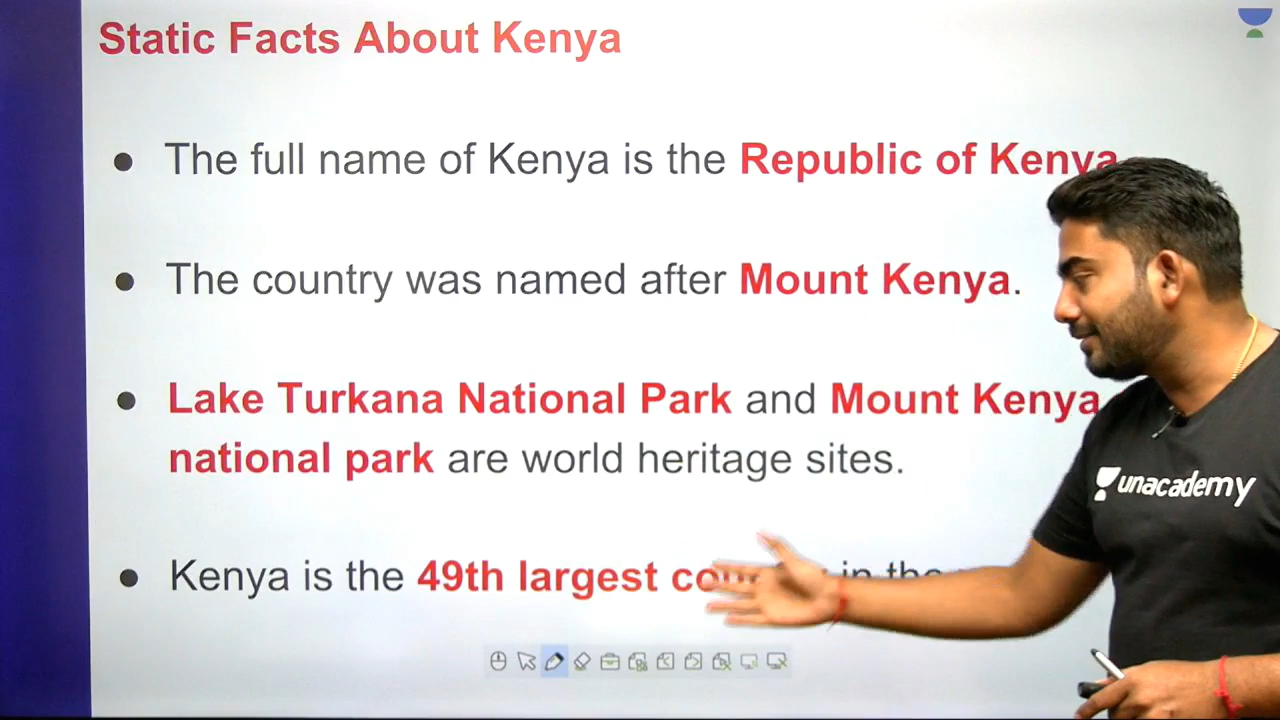 Static Facts About Kenya
● The full name of Kenya is the Republic of Kenya
● The country was named after Mount Kenya.
● Lake Turkana National Park and Mount Kenya
national park are world heritage sites.
● Kenya is the 49th largest in the
unacademy